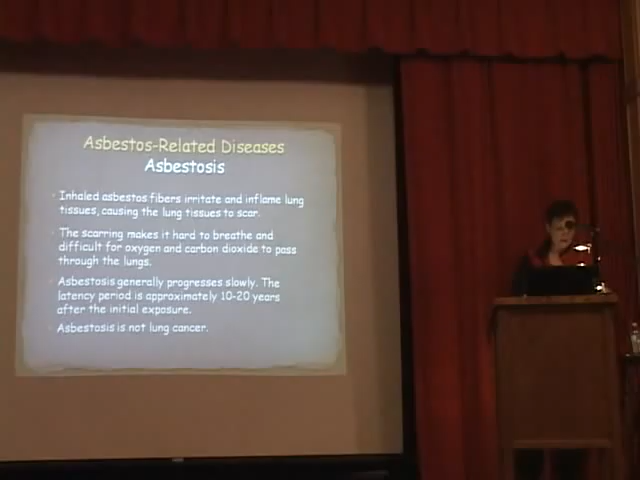 Asbestos-Related Diseases
Asbestosis
Inhaled asbestos fibers irritate and inflame lung
tissues, causing the lung tissues to scar.
The scarring makes it hard to breathe and
difficult for oxygen and carbon dioxide to pass
through the lungs.
Asbestosis generally progresses slowly. The
latency period is approximately 10-20 years
after the initial exposure.
Asbestosis is not lung cancer.